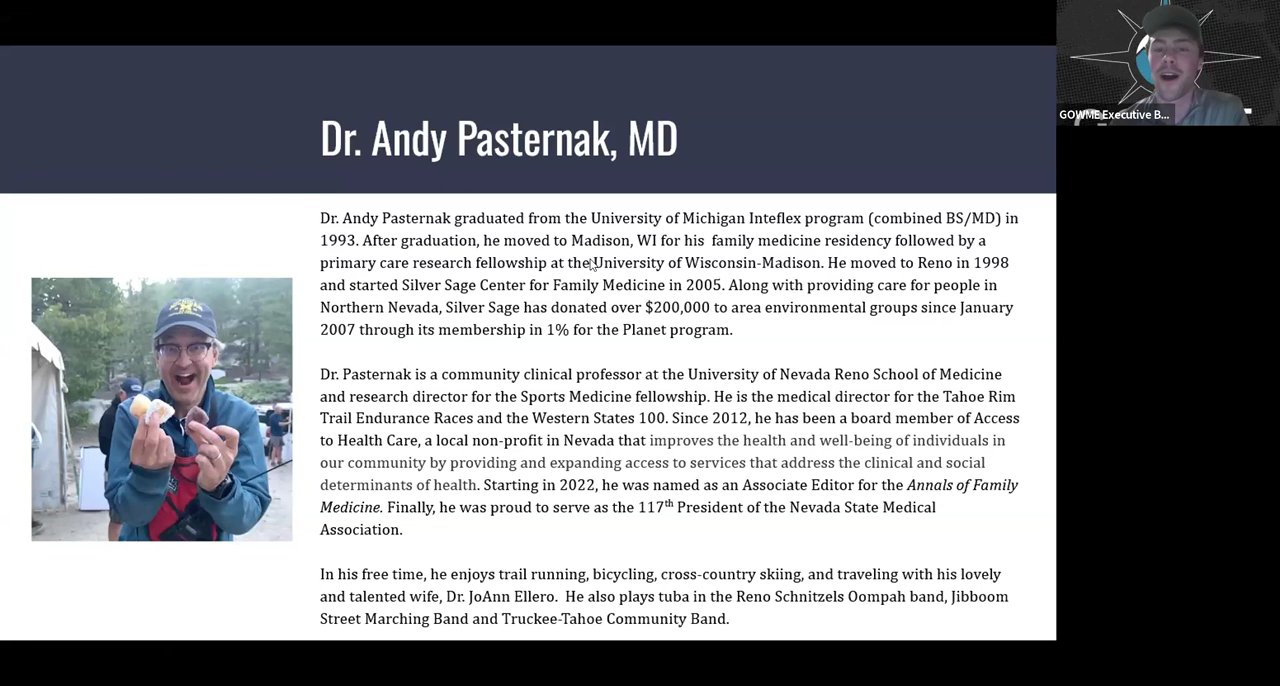 Dr. Andy Pasternak, MD
GOWME Executive B...
Dr. Andy Pasternak graduated from the University of Michigan Inteflex program (combined BS/MD) in
1993. After graduation, he moved to Madison, WI for his family medicine residency followed by a
primary care research fellowship at the University of Wisconsin-Madison. He moved to Reno in 1998
and started Silver Sage Center for Family Medicine in 2005. Along with providing care for people in
Northern Nevada, Silver Sage has donated over $200,000 to area environmental groups since January
2007 through its membership in 1% for the Planet program.
Dr. Pasternak is a community clinical professor at the University of Nevada Reno School of Medicine
and research director for the Sports Medicine fellowship. He is the medical director for the Tahoe Rim
Trail Endurance Races and the Western States 100. Since 2012, he has been a board member of Access
to Health Care, a local non-profit in Nevada that improves the health and well-being of individuals in
our community by providing and expanding access to services that address the clinical and social
determinants of health. Starting in 2022, he was named as an Associate Editor for the Annals of Family
Medicine. Finally, he was proud to serve as the 117th President of the Nevada State Medical
Association.
In his free time, he enjoys trail running, bicycling, cross-country skiing, and traveling with his lovely
and talented wife, Dr. JoAnn Ellero. He also plays tuba in the Reno Schnitzels Oompah band, Jibboom
Street Marching Band and Truckee-Tahoe Community Band.